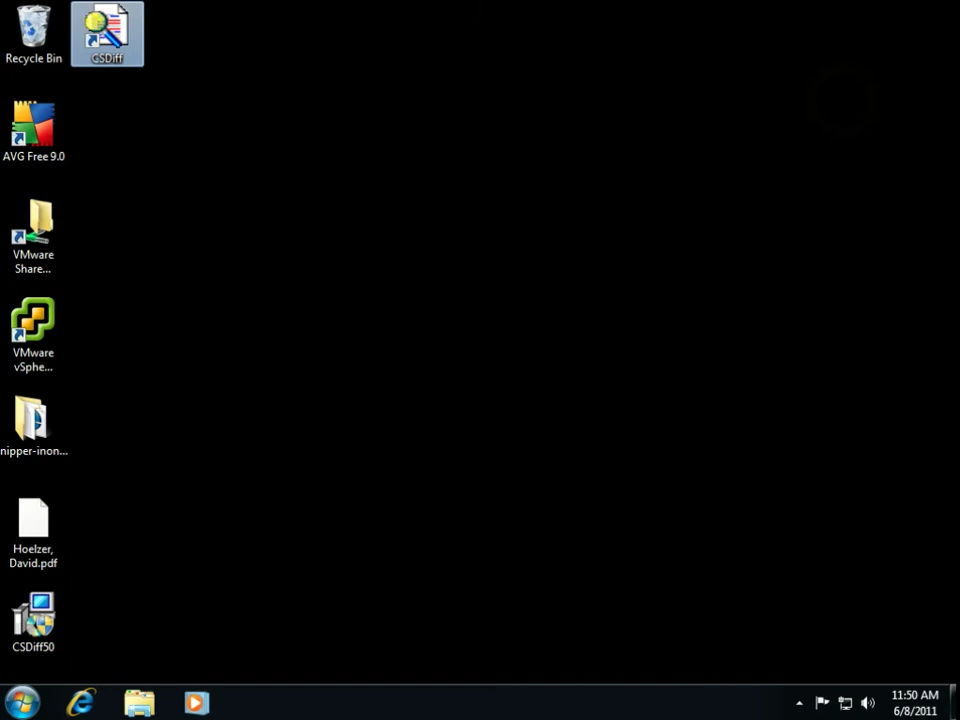 Recycle Bin
CSDiff
AVG Free 9.0
VMware
Share...
VMware
vSphe...
nipper-inon...
Hoelzer,
David.pdf
CSDiff50
11:50 AM
6/8/2011